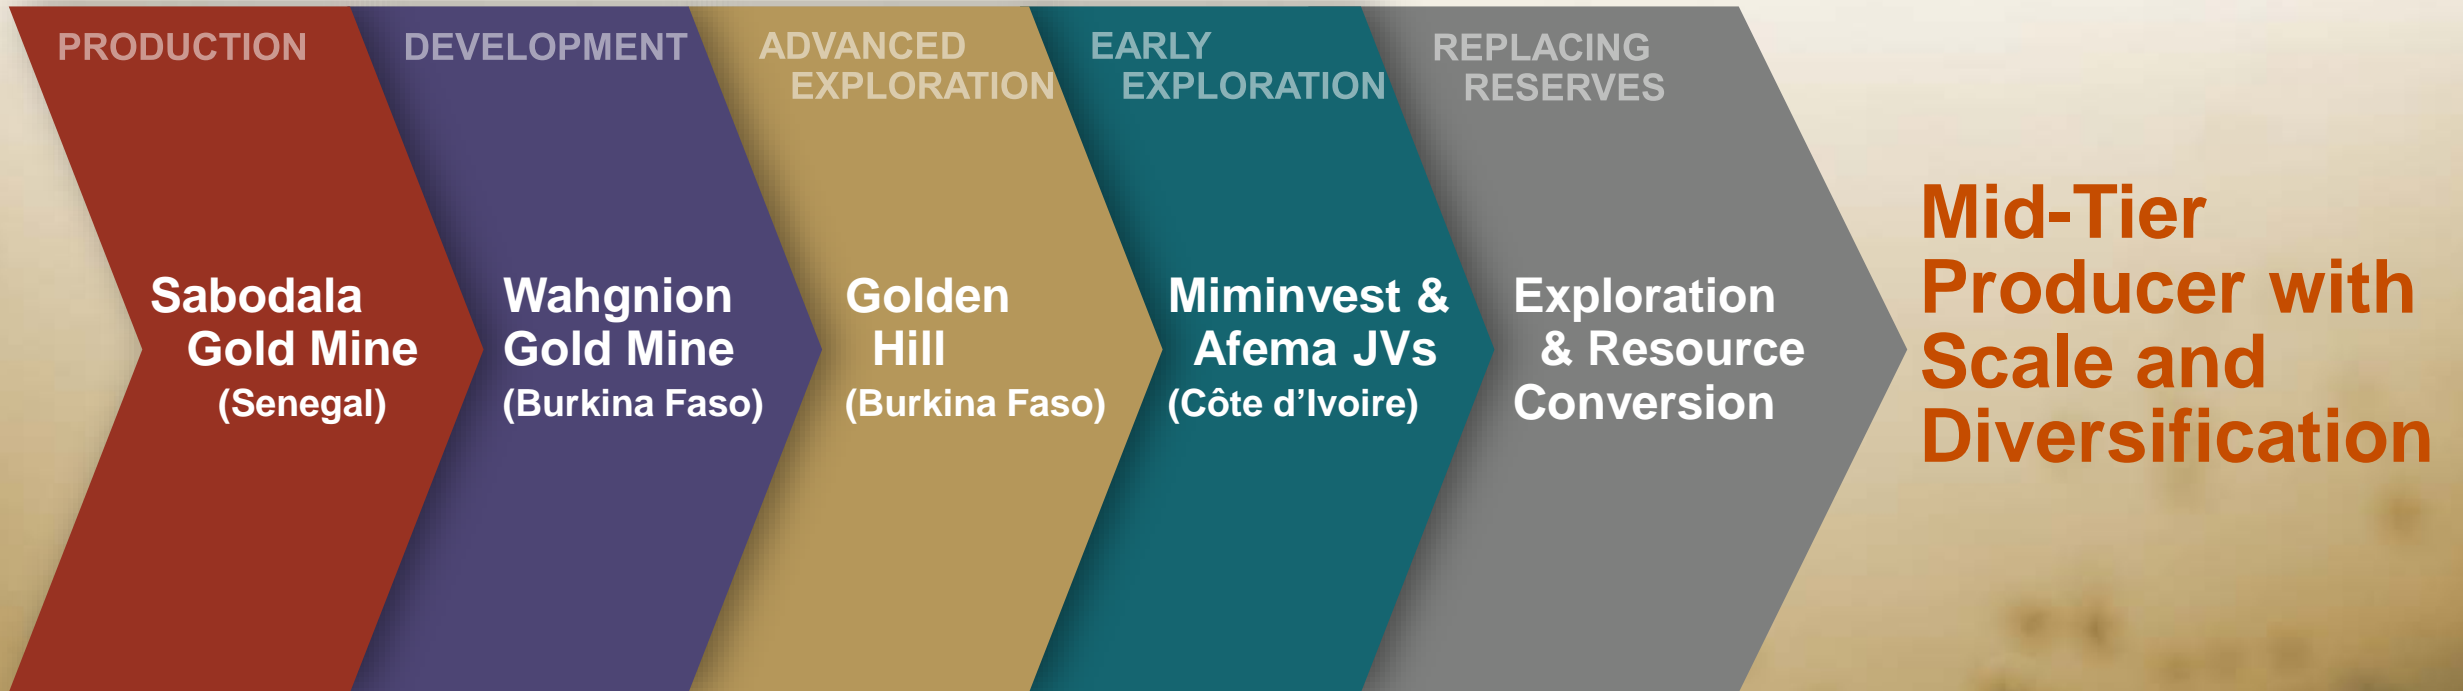 PRODUCTION
Sabodala
Gold Mine
(Senegal)
DEVELOPMENT
Wahgnion
Gold Mine
(Burkina Faso)
ADVANCED
EXPLORATION
Golden
Hill
(Burkina Faso)
EARLY
EXPLORATION
Miminvest &
Afema JVs
(Côte d’Ivoire)
REPLACING
RESERVES
Exploration
& Resource
Conversion
Mid-Tier
Producer with
Scale and
Diversification